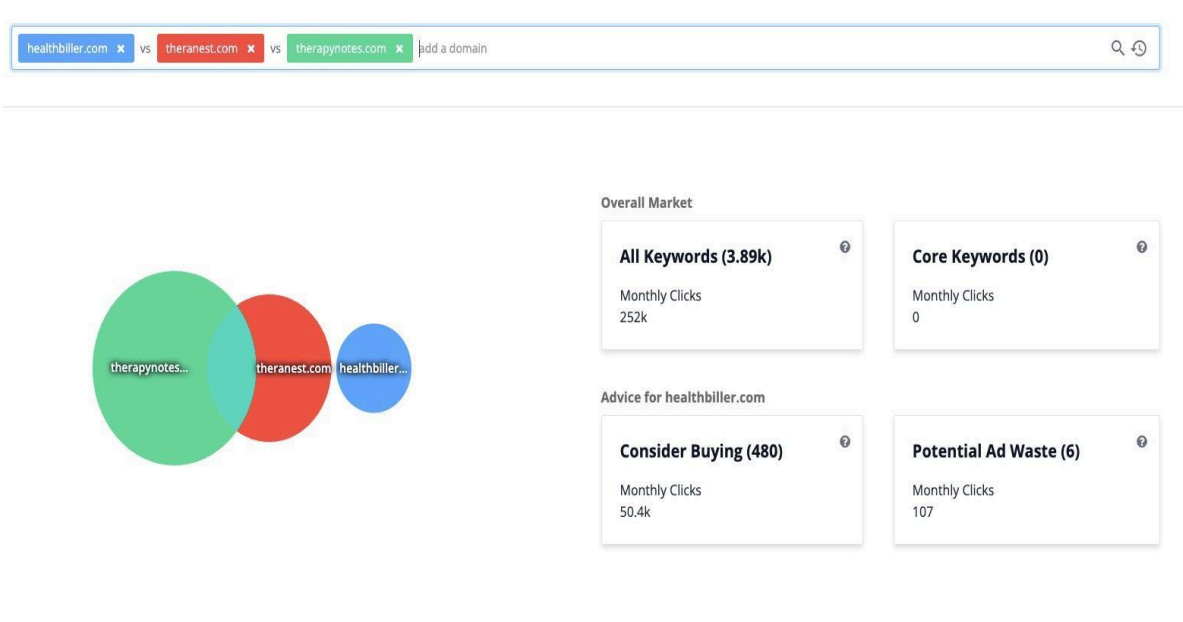 healthbiller.com × vs theranest.com × vs therapynotes.com × add a domain
Overall Market
All Keywords (3.89k)
Monthly Clicks
252k
Core Keywords (0)
Monthly Clicks
0
therapynotes...
theranest.com
healthbiller...
Advice for healthbiller.com
Consider Buying (480)
Monthly Clicks
50.4k
Potential Ad Waste (6)
Monthly Clicks
107